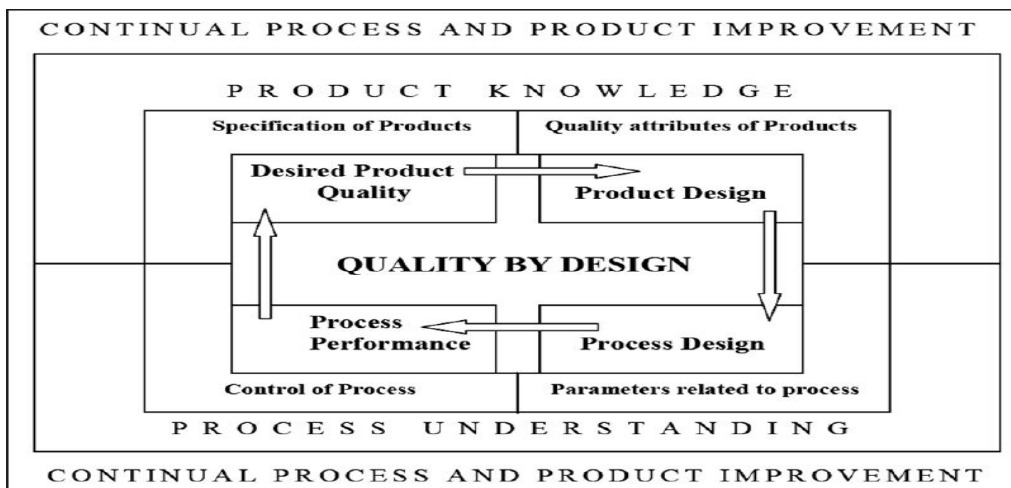 CONTINUAL PROCESS AND PRODUCT IMPROVEMENT
PRODUCT KNOWLEDGE
Specification of Products
Quality attributes of Products
Desired Product
Quality
Product Design
QUALITY BY DESIGN
Process
Performance
Process Design
Control of Process
Parameters related to process
PROCESS UNDERSTANDING
CONTINUAL PROCESS AND PRODUCT IMPROVEMENT